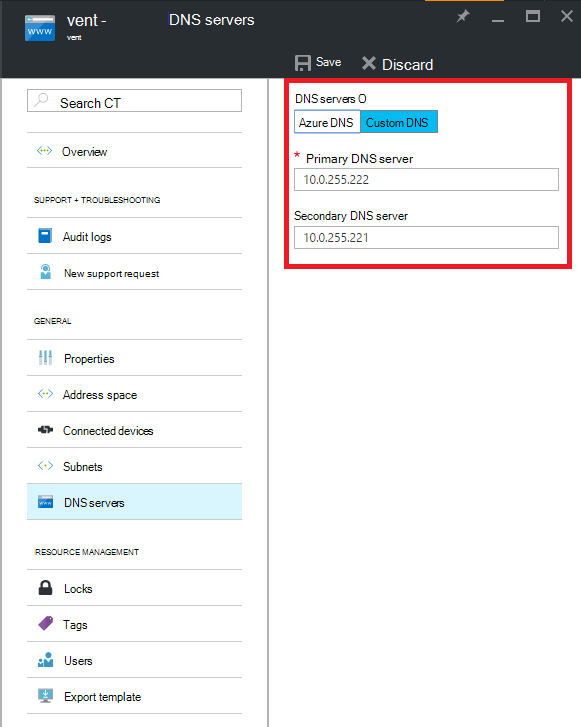 vent -
vent
DNS servers
Save
Discard
Search CT
Overview
SUPPORT + TROUBLESHOOTING
Audit logs
New support request
GENERAL
Properties
Address space
Connected devices
Subnets
DNS servers
RESOURCE MANAGEMENT
Locks
Tags
Users
Export template
DNS servers O
Azure DNS Custom DNS
* Primary DNS server
10.0.255.222
Secondary DNS server
10.0.255.221
WWW